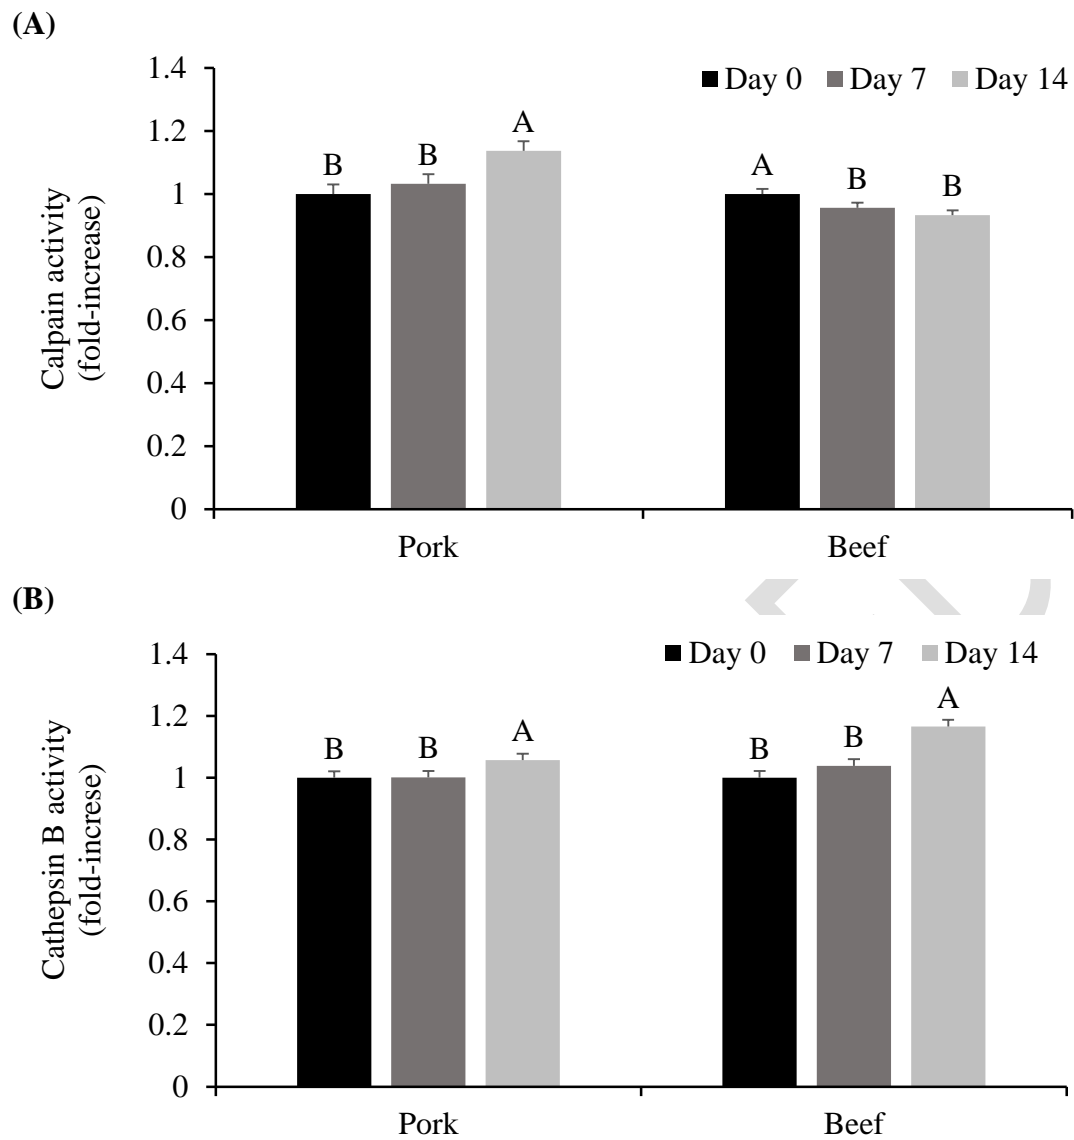 (A)
1.4
1.2
1
0.8
0.6
0.4
0.2
0
Calpain activity
(fold-increase)
Day 0 Day 7 Day 14
B B A
A B B
Pork Beef
(B)
1.4
1.2
1
0.8
0.6
0.4
0.2
0
Cathepsin B activity
(fold-increse)
Day 0 Day 7 Day 14
B B A
B B A
Pork Beef